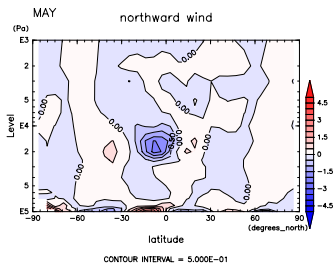 MAY
northward wind
(Pa)
E3
2
5
E4
2
5
E5
Level
0.00
0.00
0.00
0.00
0.00
0.00
0.00
-90 -60 -30 0 30 60 90
(degrees_north)
latitude
4.5
3
1.5
0
-1.5
-3
-4.5
CONTOUR INTERVAL = 5.000E-01